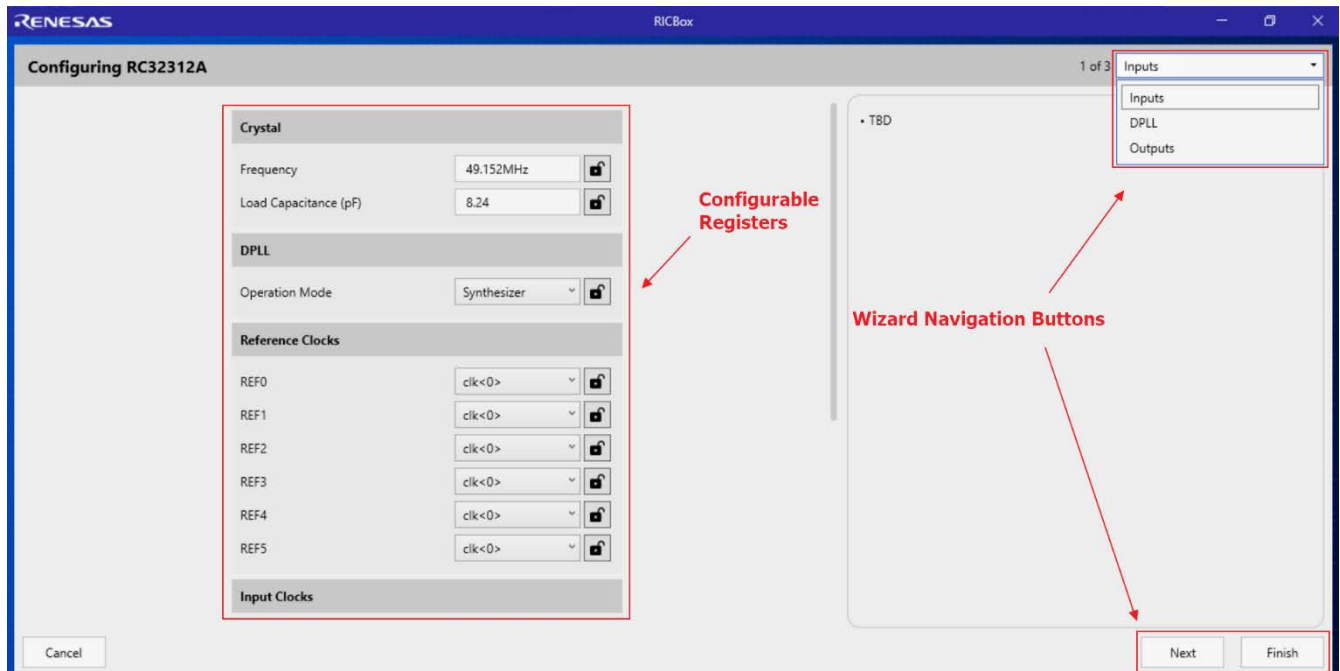 RENESAS
RICBox
Configuring RC32312A
1 of 3
Inputs
Inputs
DPLL
Outputs
Crystal
Frequency 49.152MHz
Load Capacitance (pF) 8.24
DPLL
Operation Mode Synthesizer
Reference Clocks
REF0 clk<0>
REF1 clk<0>
REF2 clk<0>
REF3 clk<0>
REF4 clk<0>
REF5 clk<0>
Input Clocks
Configurable
Registers
• TBD
Wizard Navigation Buttons
Cancel
Next
Finish